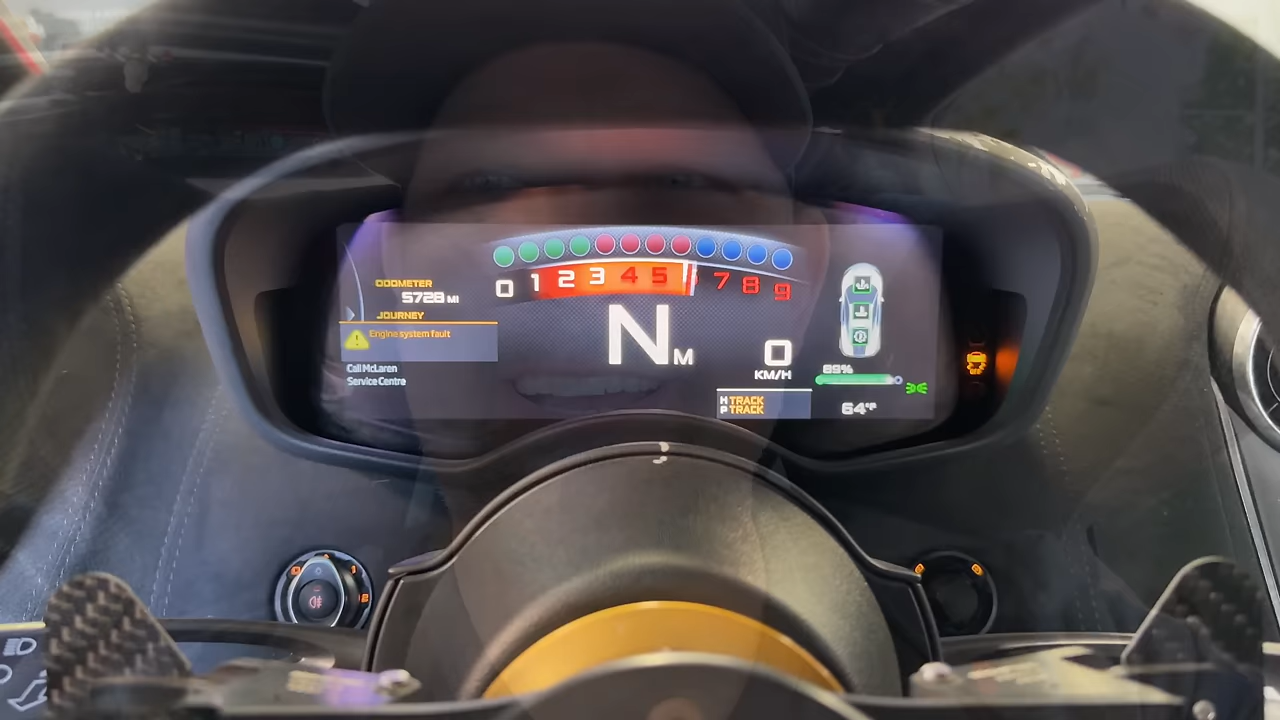 0 1 2 3 4 5 7 8 9
ODOMETER
5728 MI
JOURNEY
Engine system fault
Call McLaren
Service Centre
N M
0
KM/H
H TRACK
P TRACK
89%
64°F